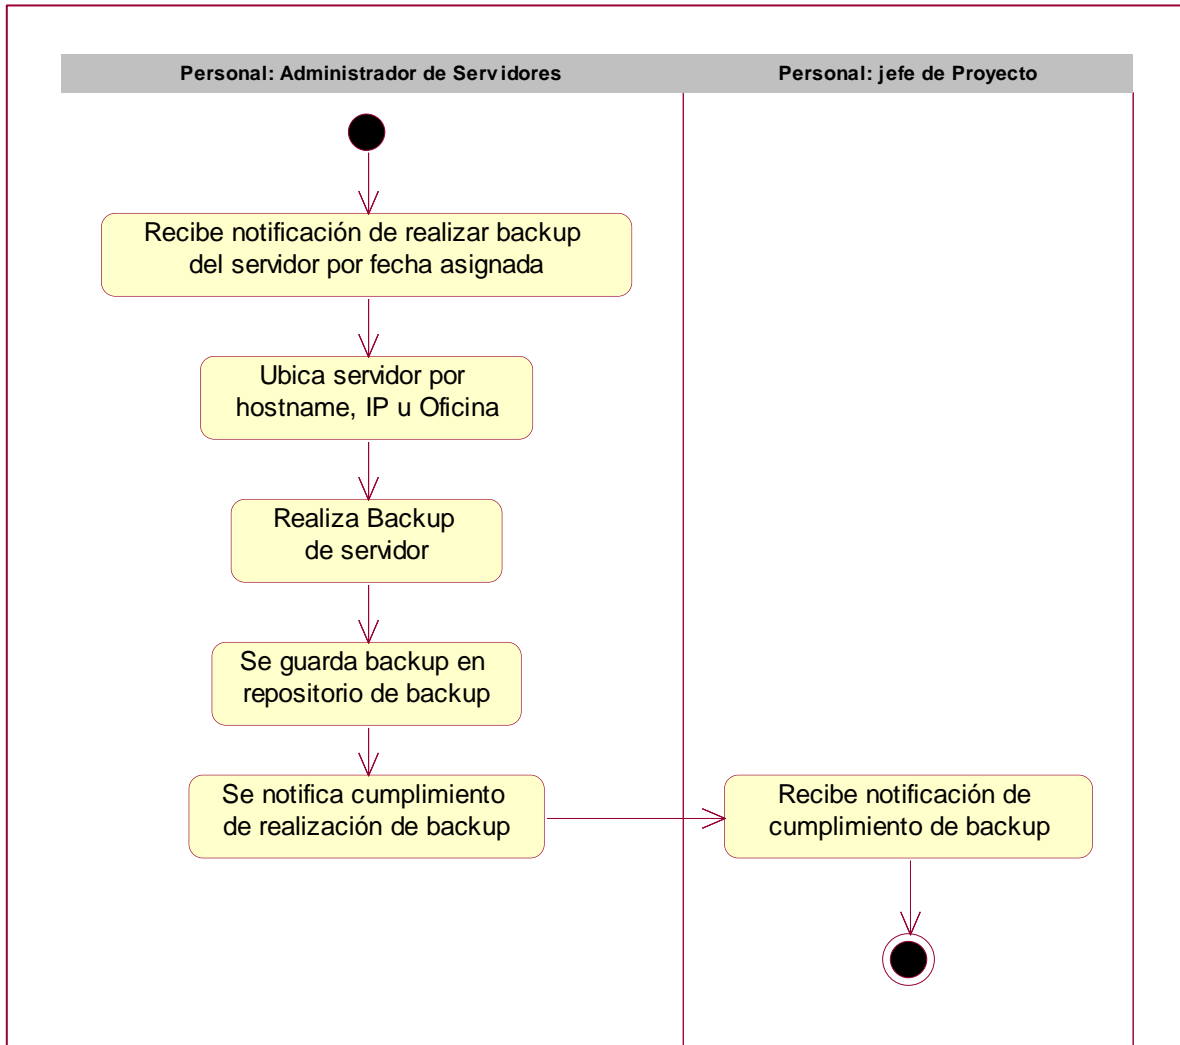 Personal: Administrador de Servidores
Personal: jefe de Proyecto
Recibe notificación de realizar backup
del servidor por fecha asignada
Ubica servidor por
hostname, IP u Oficina
Realiza Backup
de servidor
Se guarda backup en
repositorio de backup
Se notifica cumplimiento
de realización de backup
Recibe notificación de
cumplimiento de backup